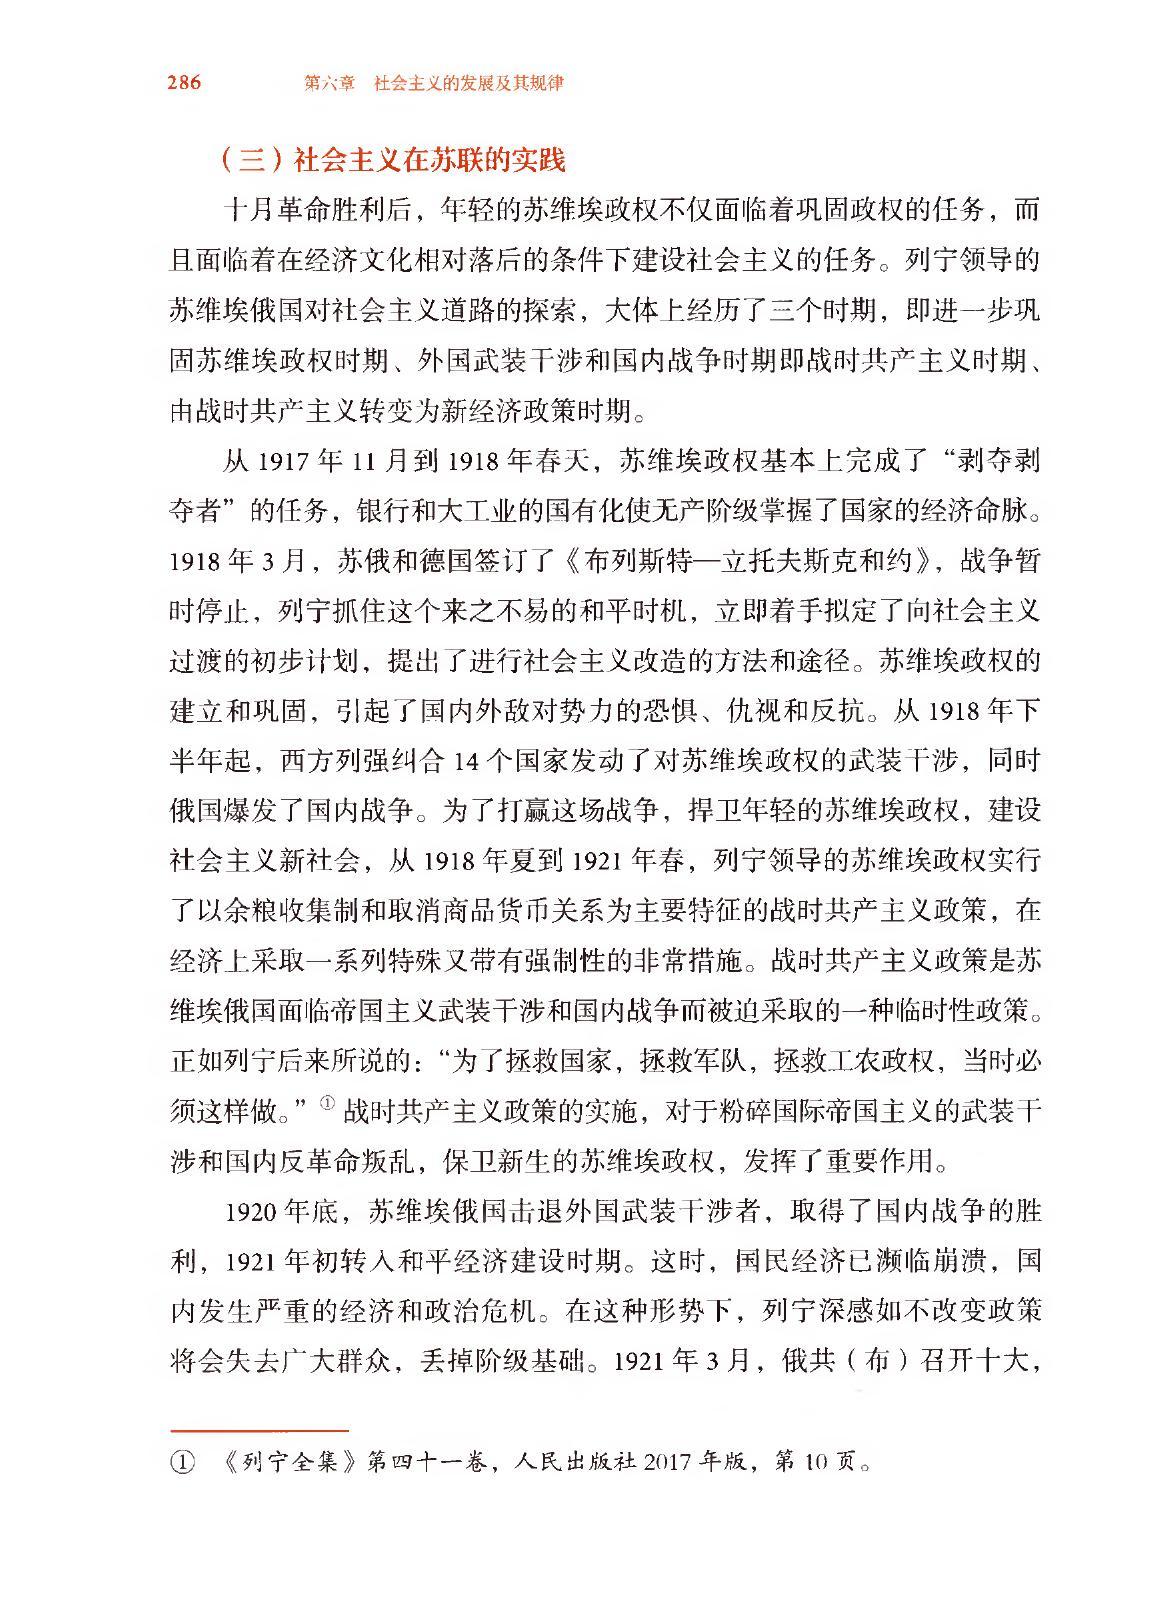 286 第六章 社会主义的发展及其规律
（三）社会主义在苏联的实践
十月革命胜利后，年轻的苏维埃政权不仅面临着巩固政权的任务，而
且面临着在经济文化相对落后的条件下建设社会主义的任务。列宁领导的
苏维埃俄国对社会主义道路的探索，大体上经历了三个时期，即进一步巩
固苏维埃政权时期、外国武装干涉和国内战争时期即战时共产主义时期、
由战时共产主义转变为新经济政策时期。
从 1917 年 11 月到 1918 年春天，苏维埃政权基本上完成了“剥夺剥
夺者”的任务，银行和大工业的国有化使无产阶级掌握了国家的经济命脉。
1918 年 3 月，苏俄和德国签订了《布列斯特—立托夫斯克和约》，战争暂
时停止，列宁抓住这个来之不易的和平时机，立即着手拟定了向社会主义
过渡的初步计划，提出了进行社会主义改造的方法和途径。苏维埃政权的
建立和巩固，引起了国内外敌对势力的恐惧、仇视和反抗。从 1918 年下
半年起，西方列强纠合 14 个国家发动了对苏维埃政权的武装干涉，同时
俄国爆发了国内战争。为了打赢这场战争，捍卫年轻的苏维埃政权，建设
社会主义新社会，从 1918 年夏到 1921 年春，列宁领导的苏维埃政权实行
了以余粮收集制和取消商品货币关系为主要特征的战时共产主义政策，在
经济上采取一系列特殊又带有强制性的非常措施。战时共产主义政策是苏
维埃俄国面临帝国主义武装干涉和国内战争而被迫采取的一种临时性政策。
正如列宁后来所说的：“为了拯救国家，拯救军队，拯救工农政权，当时必
须这样做。”① 战时共产主义政策的实施，对于粉碎国际帝国主义的武装干
涉和国内反革命叛乱，保卫新生的苏维埃政权，发挥了重要作用。
1920 年底，苏维埃俄国击退外国武装干涉者，取得了国内战争的胜
利，1921 年初转入和平经济建设时期。这时，国民经济已濒临崩溃，国
内发生严重的经济和政治危机。在这种形势下，列宁深感如不改变政策
将会失去广大群众，丢掉阶级基础。1921 年 3 月，俄共（布）召开十大，
① 《列宁全集》第四十一卷，人民出版社 2017 年版，第 10 页。